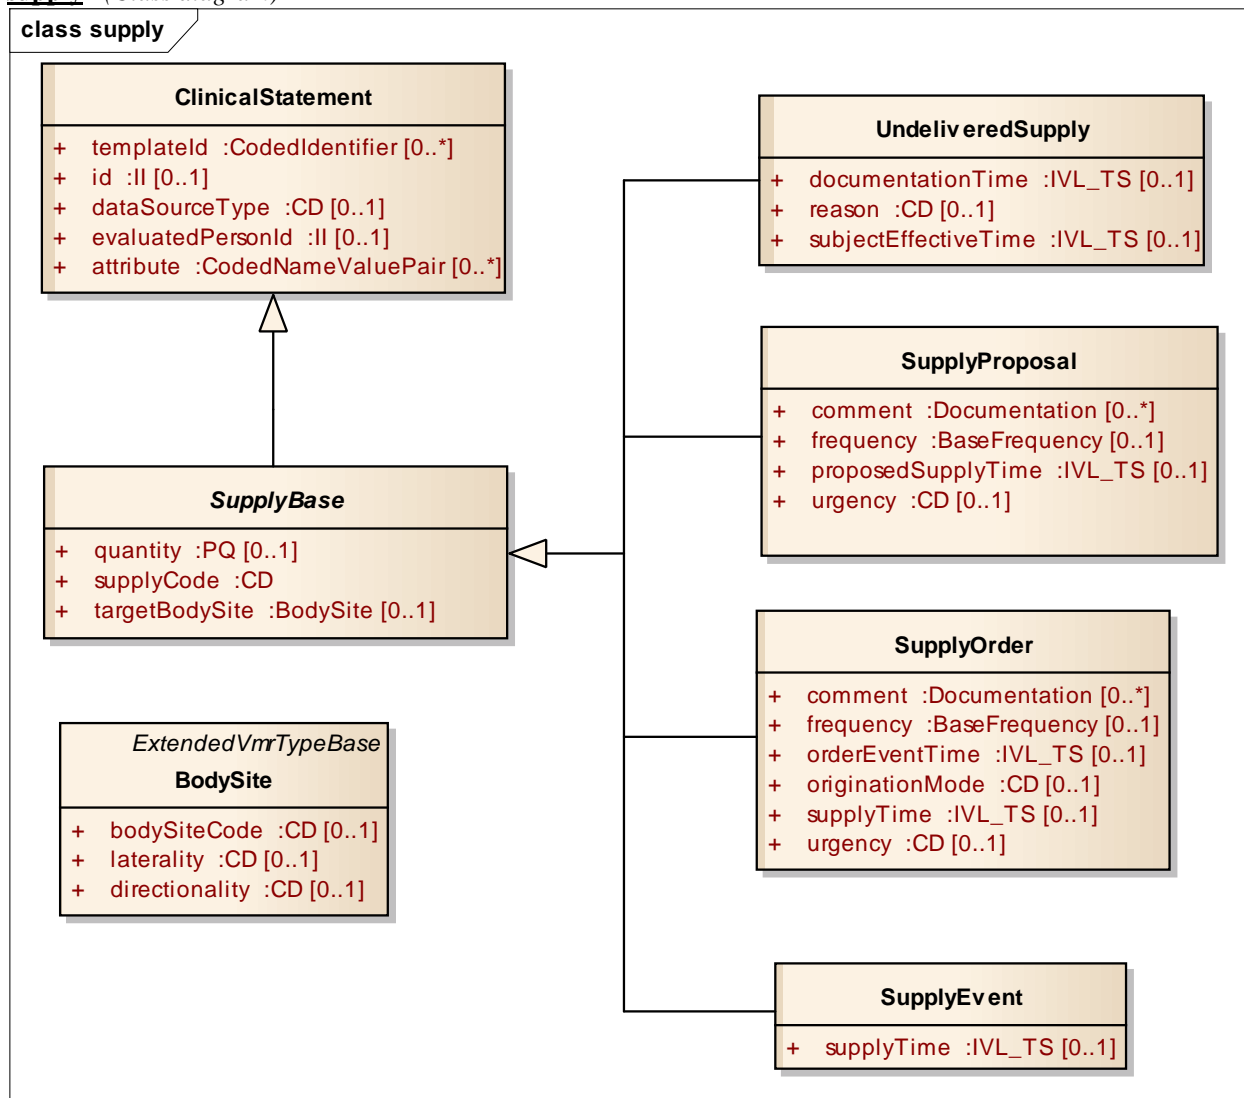 class supply
ClinicalStatement
+ templateId :CodedIdentifier [0..*]
+ id :II [0..1]
+ dataSourceType :CD [0..1]
+ evaluatedPersonId :II [0..1]
+ attribute :CodedNameValuePair [0..*]
UndeliveredSupply
+ documentationTime :IVL_TS [0..1]
+ reason :CD [0..1]
+ subjectEffectiveTime :IVL_TS [0..1]
SupplyProposal
+ comment :Documentation [0..*]
+ frequency :BaseFrequency [0..1]
+ proposedSupplyTime :IVL_TS [0..1]
+ urgency :CD [0..1]
SupplyBase
+ quantity :PQ [0..1]
+ supplyCode :CD
+ targetBodySite :BodySite [0..1]
SupplyOrder
+ comment :Documentation [0..*]
+ frequency :BaseFrequency [0..1]
+ orderEventTime :IVL_TS [0..1]
+ originationMode :CD [0..1]
+ supplyTime :IVL_TS [0..1]
+ urgency :CD [0..1]
ExtendedVmrTypeBase
BodySite
+ bodySiteCode :CD [0..1]
+ laterality :CD [0..1]
+ directionality :CD [0..1]
SupplyEvent
+ supplyTime :IVL_TS [0..1]